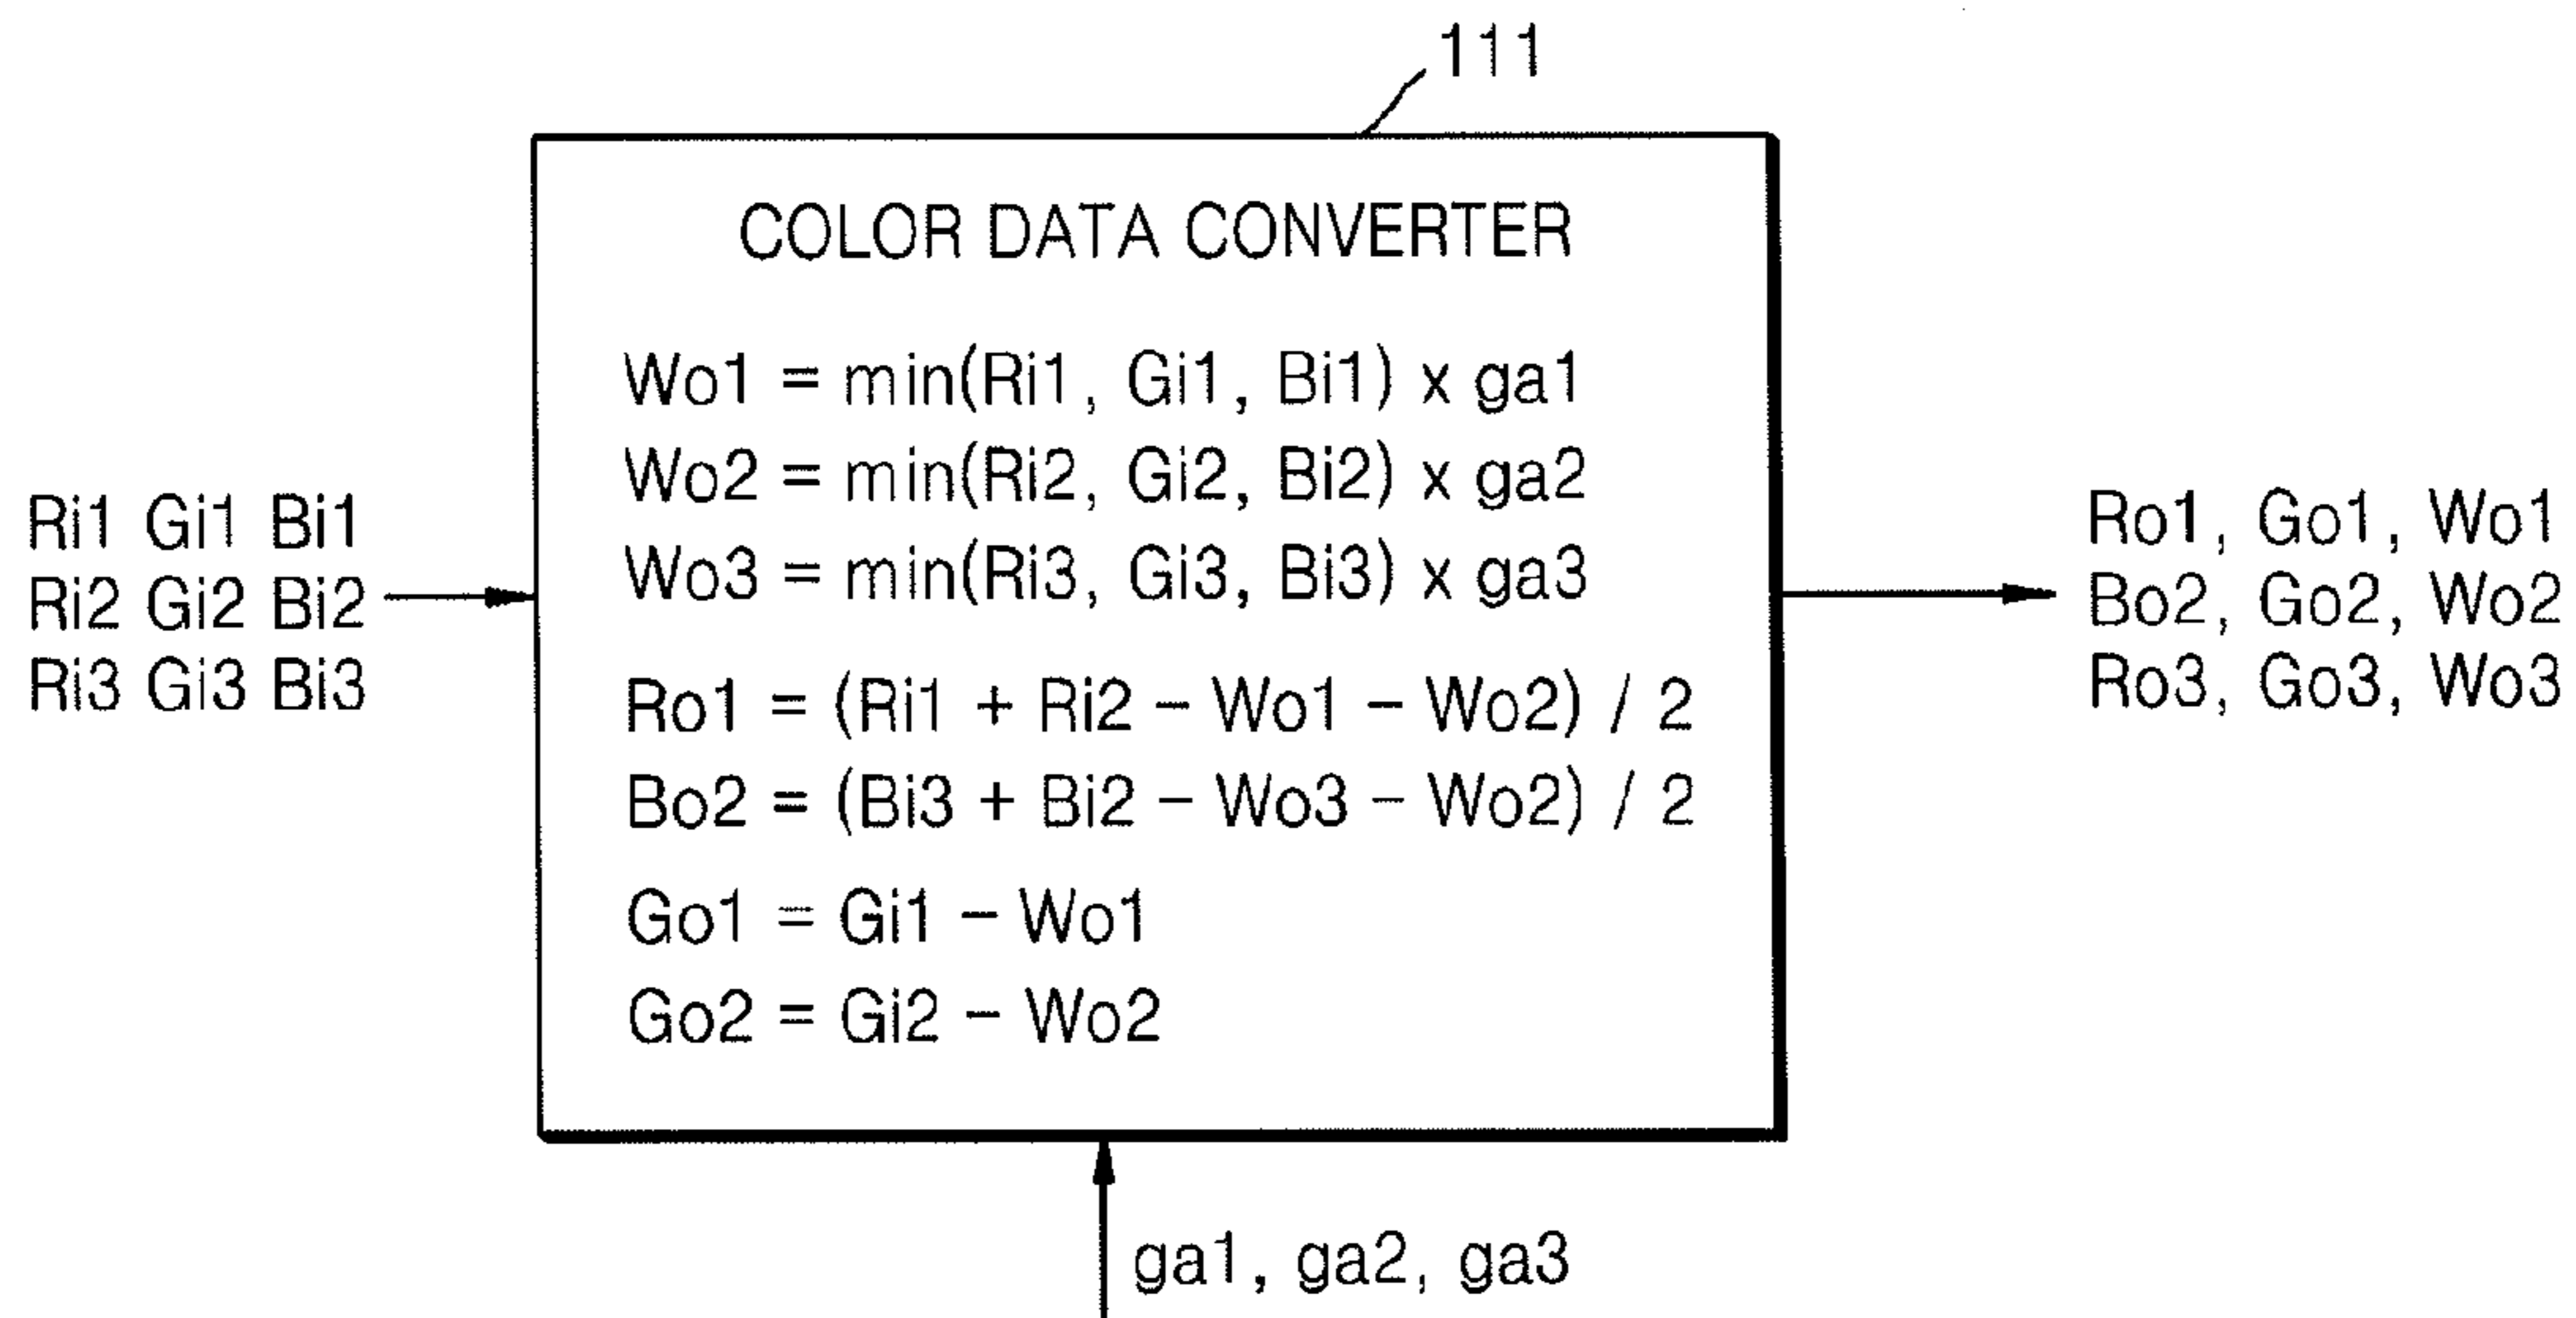 111
COLOR DATA CONVERTER
Wo1 = min(Ri1, Gi1, Bi1) x ga1
Wo2 = min(Ri2, Gi2, Bi2) x ga2
Wo3 = min(Ri3, Gi3, Bi3) x ga3
Ro1 = (Ri1 + Ri2 – Wo1 – Wo2) / 2
Bo2 = (Bi3 + Bi2 – Wo3 – Wo2) / 2
Go1 = Gi1 – Wo1
Go2 = Gi2 – Wo2
Ri1 Gi1 Bi1
Ri2 Gi2 Bi2
Ri3 Gi3 Bi3
Ro1, Go1, Wo1
Bo2, Go2, Wo2
Ro3, Go3, Wo3
ga1, ga2, ga3